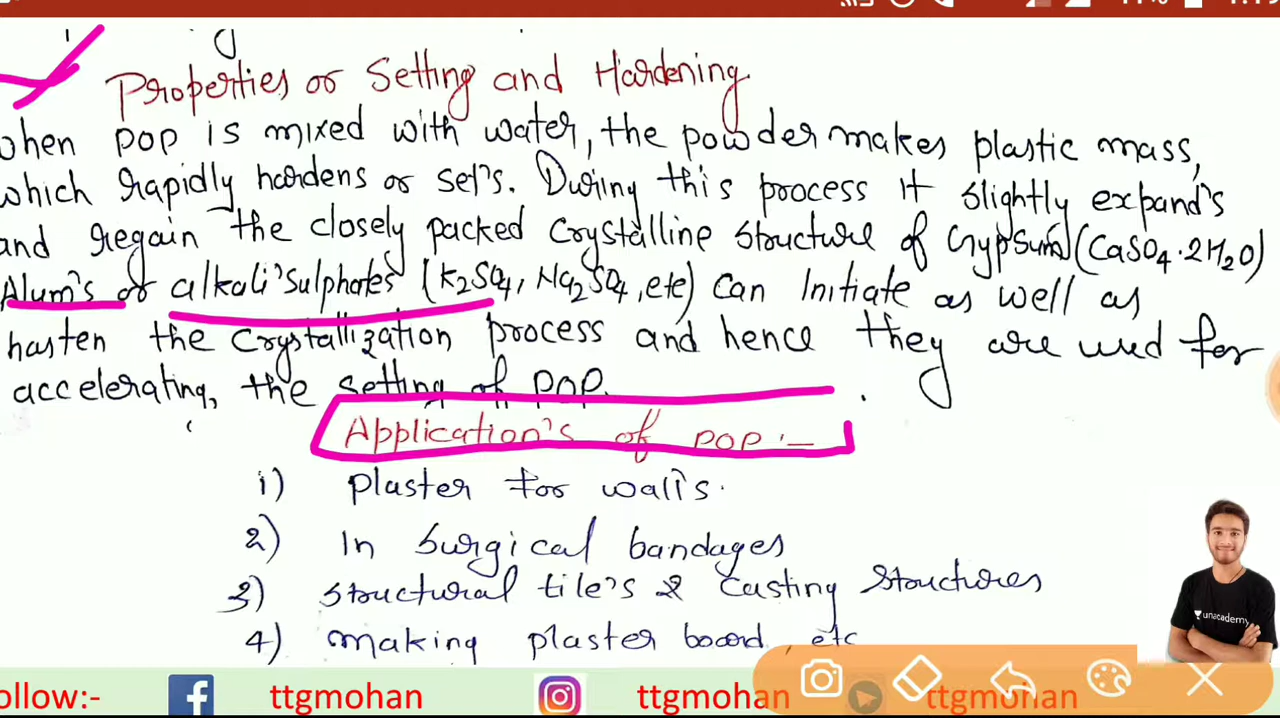 Properties or Setting and Hardening
when pop is mixed with water, the powder makes plastic mass,
which rapidly hardens or set's. During this process it slightly expand's
and regain the closely packed crystalline structure of Gypsum (CaSO4·2H2O)
Alum's or alkali sulphates (K2SO4, Na2SO4, etc) can initiate as well as
hasten the crystallization process and hence they are used for
accelerating, the setting of POP.
Application's of POP :-
1) plaster for walls.
2) In surgical bandages
3) structural tile's & casting structures
4) making plaster board, etc
unacademy
ollow:- ttgmohan ttgmohan ttgmohan